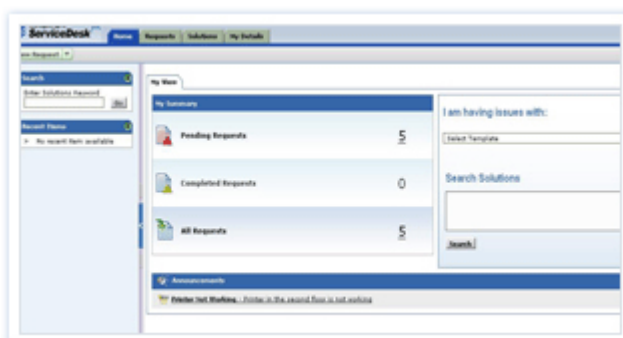 ServiceDesk
Home Requests Solutions My Details
New Request
Search
Enter Solutions Keyword
Go
Recent Items
No recent item available
My View
My Summary
Pending Requests 5
Completed Requests 0
All Requests 5
I am having issues with:
Select Template
Search Solutions
Search
Announcements
Printer Not Working - Printer in the second floor is not working